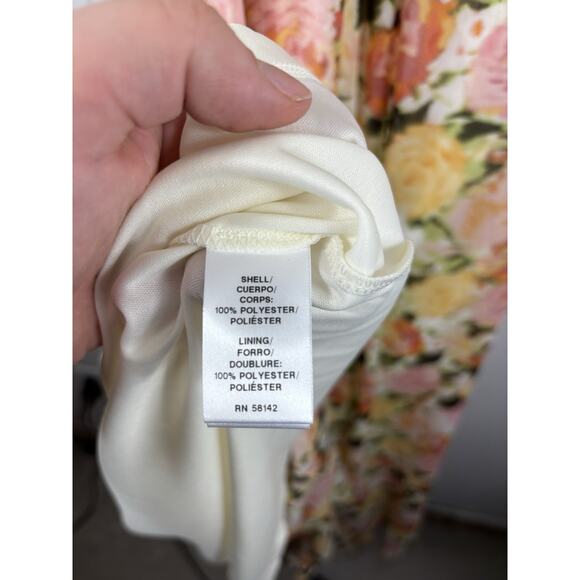 SHELL/
CUERPO/
CORPS:
100% POLYESTER/
POLIÉSTER
LINING/
FORRO/
DOUBLURE:
100% POLYESTER/
POLIÉSTER
RN 58142